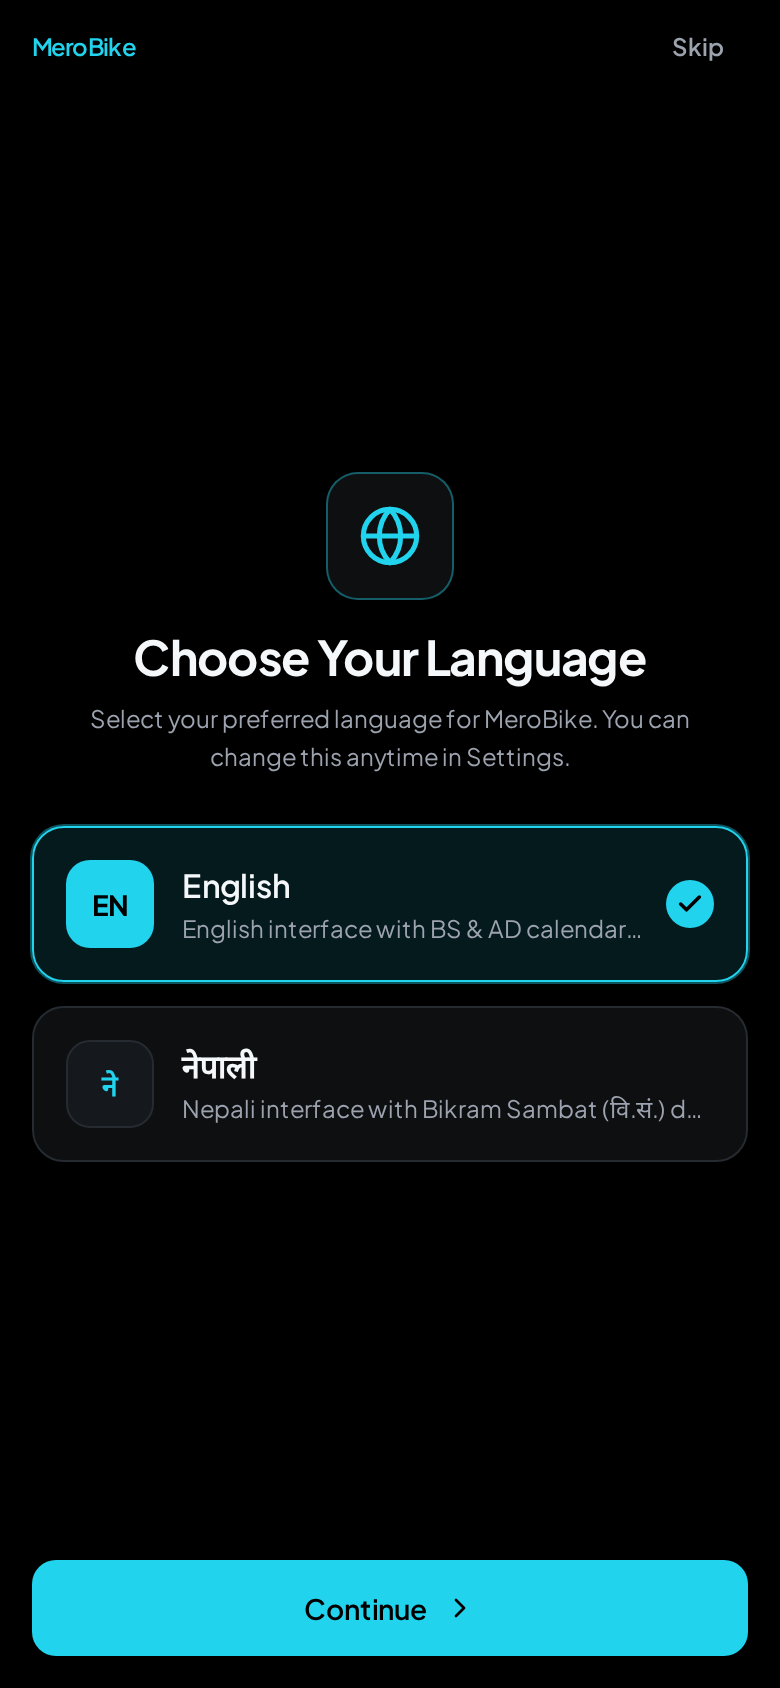 MeroBike
Skip
Choose Your Language
Select your preferred language for MeroBike. You can
change this anytime in Settings.
EN
English
English interface with BS & AD calendar...
ने
नेपाली
Nepali interface with Bikram Sambat (वि.सं.) d...
Continue